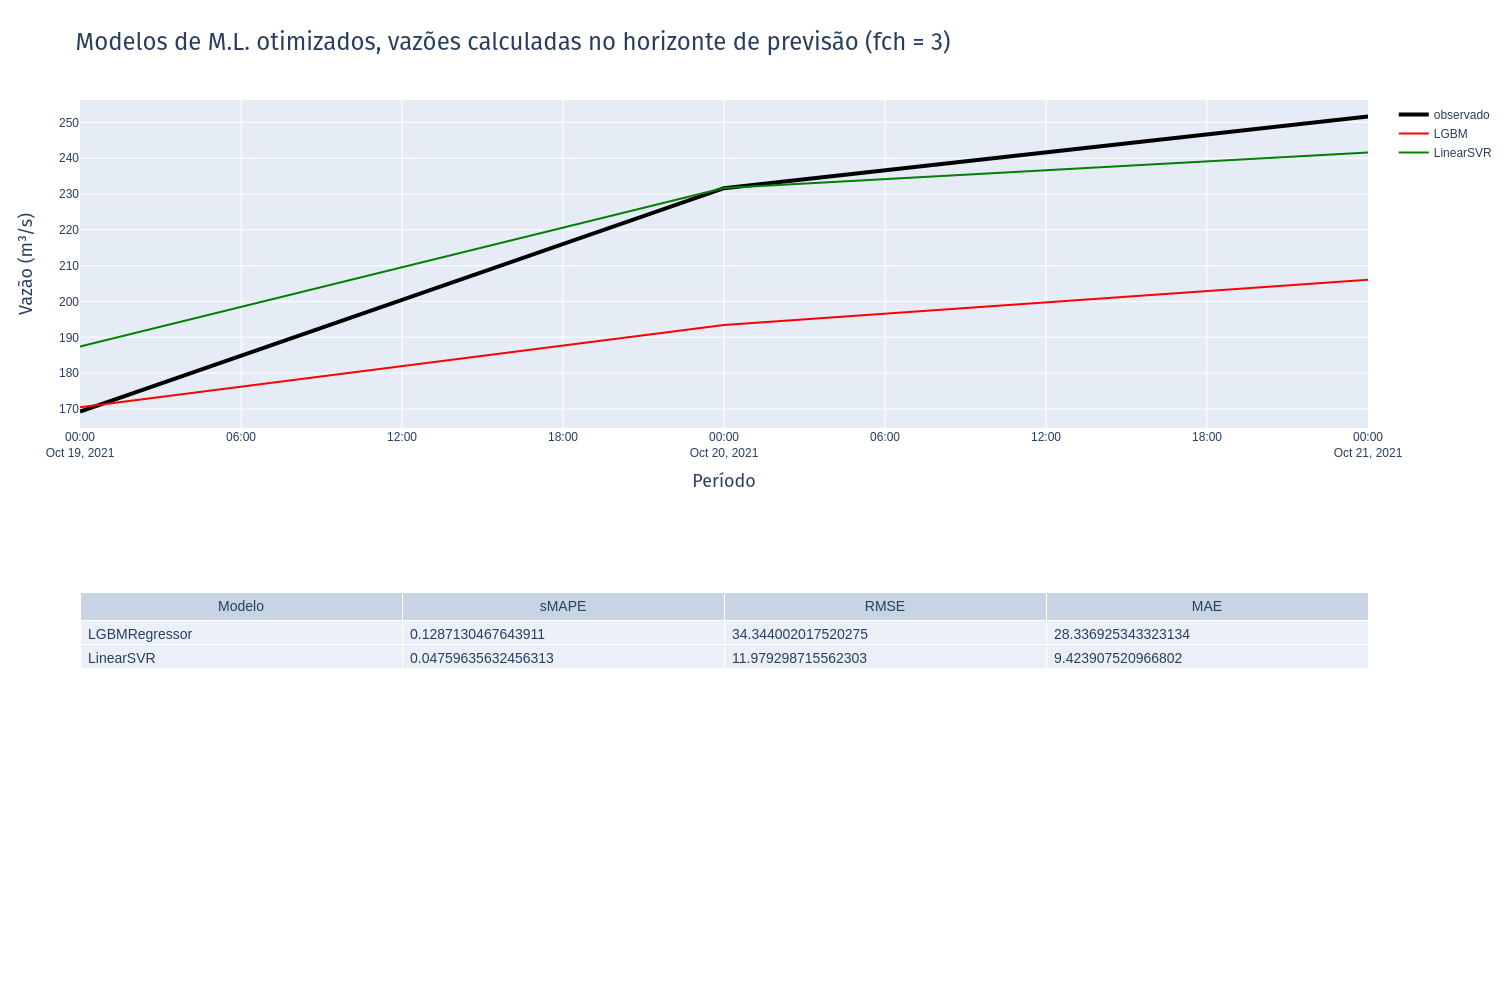 Modelos de M.L. otimizados, vazões calculadas no horizonte de previsão (fch = 3)
250
240
230
220
210
200
190
180
170
Vazão (m³/s)
00:00 06:00 12:00 18:00 00:00 06:00 12:00 18:00 00:00
Oct 19, 2021 Oct 20, 2021 Oct 21, 2021
Período
observado
LGBM
LinearSVR
Modelo sMAPE RMSE MAE
LGBMRegressor 0.1287130467643911 34.344002017520275 28.336925343323134
LinearSVR 0.04759635632456313 11.979298715562303 9.423907520966802